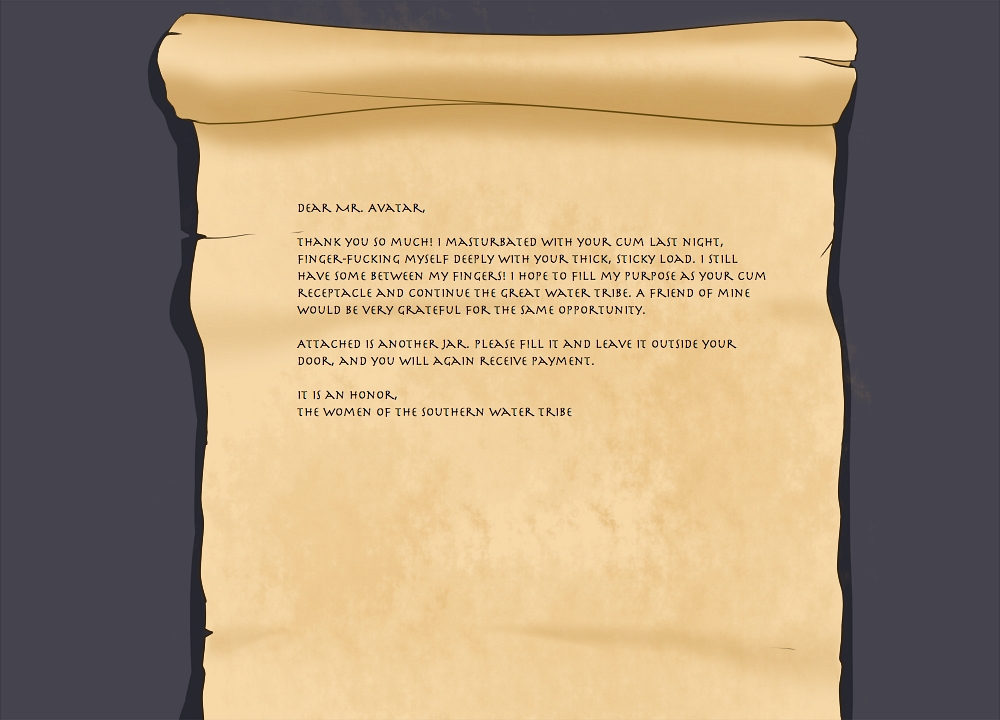 Dear Mr. Avatar,
Thank you so much! I masturbated with your cum last night,
finger-fucking myself deeply with your thick, sticky load. I still
have some between my fingers! I hope to fill my purpose as your cum
receptacle and continue the great water tribe. A friend of mine
would be very grateful for the same opportunity.
Attached is another jar. Please fill it and leave it outside your
door, and you will again receive payment.
It is an honor,
The women of the Southern Water Tribe